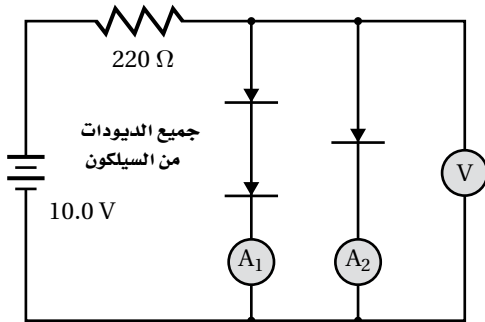 220 Ω
جميع الديودات
من السيلكون
10.0 V
V
A₁
A₂